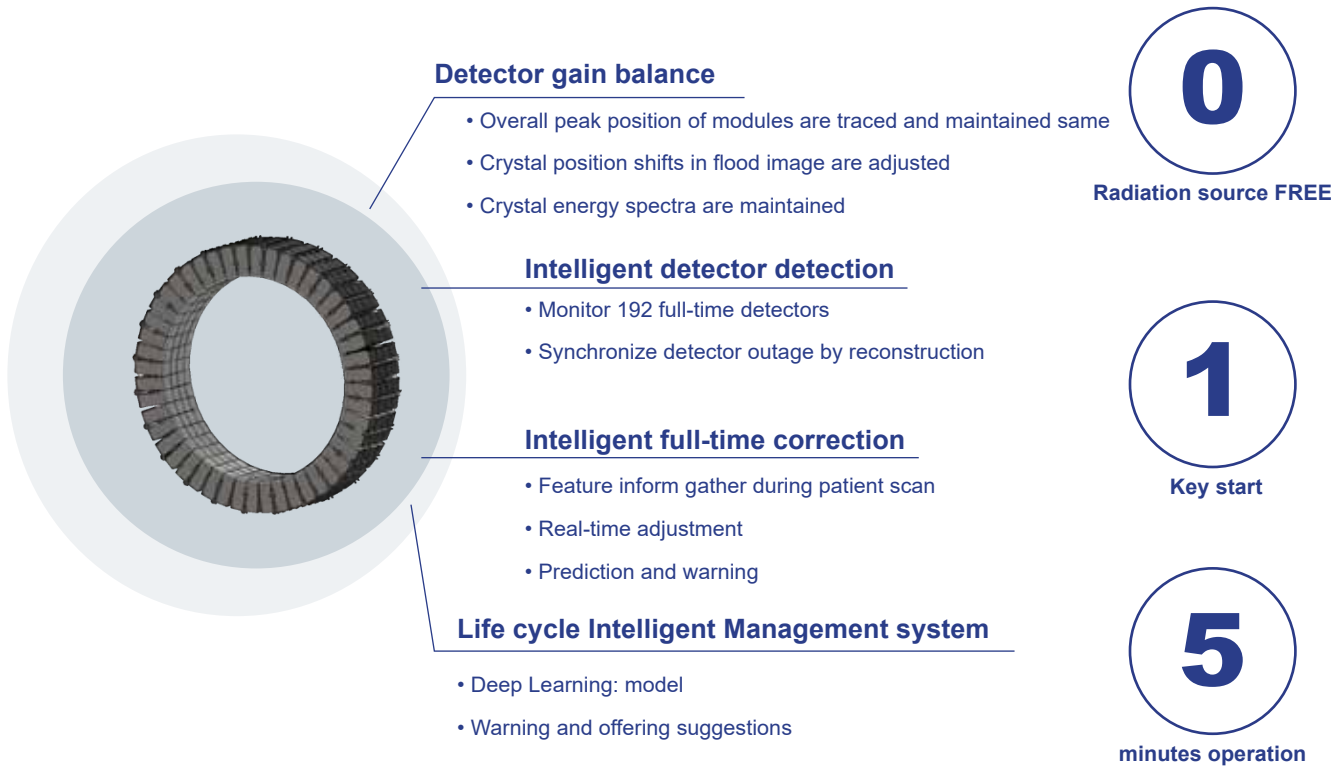 Detector gain balance
• Overall peak position of modules are traced and maintained same
• Crystal position shifts in flood image are adjusted
• Crystal energy spectra are maintained
Intelligent detector detection
• Monitor 192 full-time detectors
• Synchronize detector outage by reconstruction
Intelligent full-time correction
• Feature inform gather during patient scan
• Real-time adjustment
• Prediction and warning
Life cycle Intelligent Management system
• Deep Learning: model
• Warning and offering suggestions
0
Radiation source FREE
1
Key start
5
minutes operation